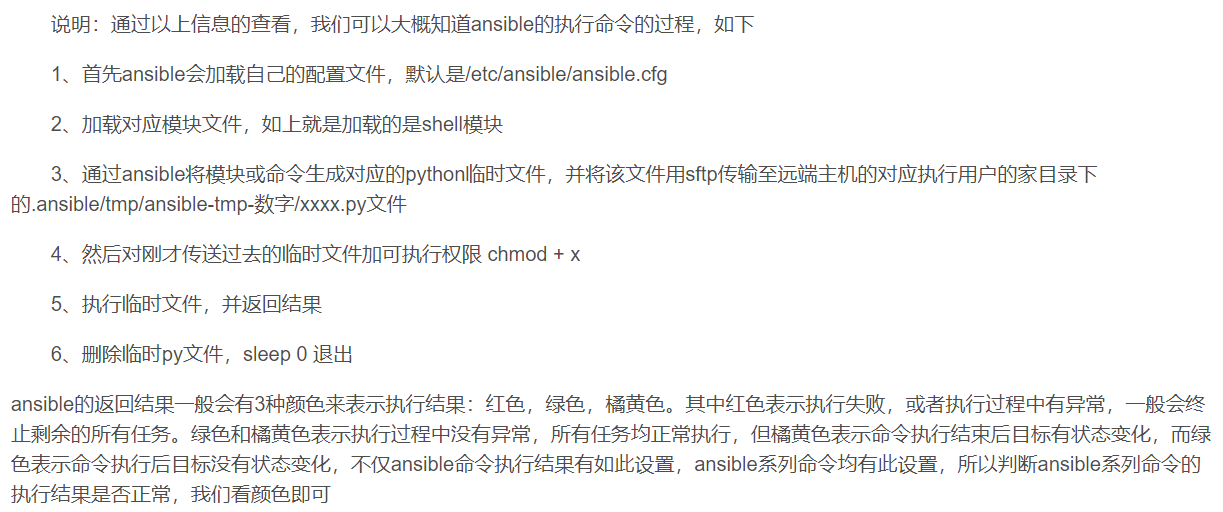 说明：通过以上信息的查看，我们可以大概知道ansible的执行命令的过程，如下
1、首先ansible会加载自己的配置文件，默认是/etc/ansible/ansible.cfg
2、加载对应模块文件，如上就是加载的是shell模块
3、通过ansible将模块或命令生成对应的python临时文件，并将该文件用sftp传输至远端主机的对应执行用户的家目录下
的.ansible/tmp/ansible-tmp-数字/xxxx.py文件
4、然后对刚才传送过去的临时文件加可执行权限 chmod + x
5、执行临时文件，并返回结果
6、删除临时py文件，sleep 0 退出
ansible的返回结果一般会有3种颜色来表示执行结果：红色，绿色，橘黄色。其中红色表示执行失败，或者执行过程中有异常，一般会终
止剩余的所有任务。绿色和橘黄色表示执行过程中没有异常，所有任务均正常执行，但橘黄色表示命令执行结束后目标有状态变化，而绿
色表示命令执行后目标没有状态变化，不仅ansible命令执行结果有如此设置，ansible系列命令均有此设置，所以判断ansible系列命令的
执行结果是否正常，我们看颜色即可